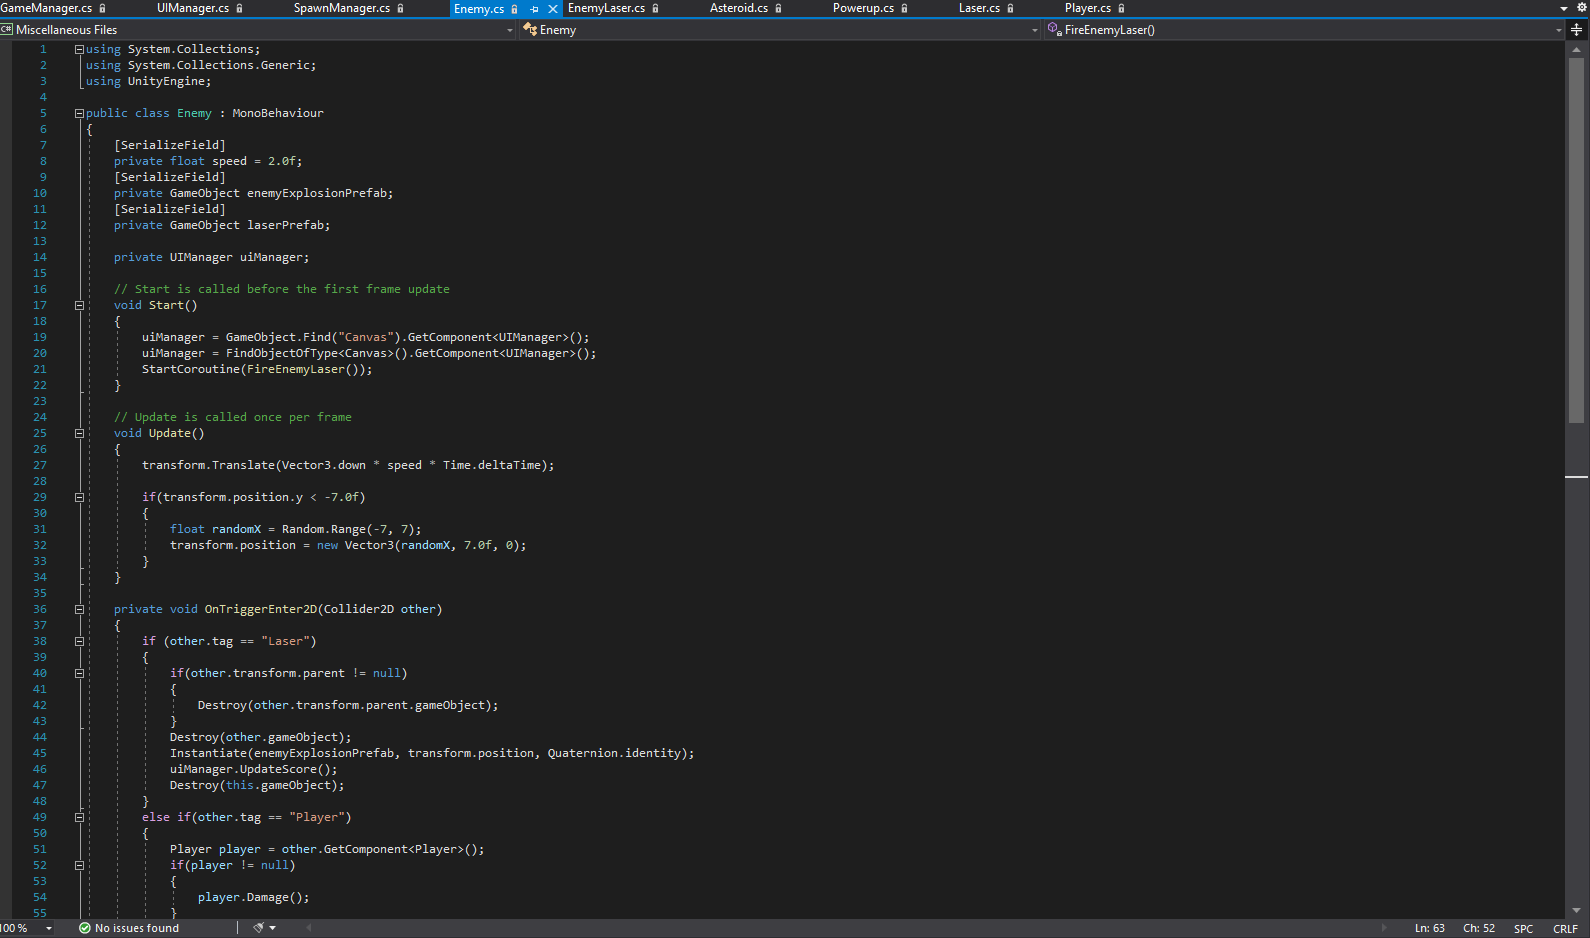 GameManager.cs UIManager.cs SpawnManager.cs Enemy.cs EnemyLaser.cs Asteroid.cs Powerup.cs Laser.cs Player.cs
C# Miscellaneous Files Enemy FireEnemyLaser()
1 using System.Collections;
2 using System.Collections.Generic;
3 using UnityEngine;
4
5 public class Enemy : MonoBehaviour
6 {
7 [SerializeField]
8 private float speed = 2.0f;
9 [SerializeField]
10 private GameObject enemyExplosionPrefab;
11 [SerializeField]
12 private GameObject laserPrefab;
13
14 private UIManager uiManager;
15
16 // Start is called before the first frame update
17 void Start()
18 {
19 uiManager = GameObject.Find("Canvas").GetComponent<UIManager>();
20 uiManager = FindObjectOfType<Canvas>().GetComponent<UIManager>();
21 StartCoroutine(FireEnemyLaser());
22 }
23
24 // Update is called once per frame
25 void Update()
26 {
27 transform.Translate(Vector3.down * speed * Time.deltaTime);
28
29 if(transform.position.y < -7.0f)
30 {
31 float randomX = Random.Range(-7, 7);
32 transform.position = new Vector3(randomX, 7.0f, 0);
33 }
34 }
35
36 private void OnTriggerEnter2D(Collider2D other)
37 {
38 if (other.tag == "Laser")
39 {
40 if(other.transform.parent != null)
41 {
42 Destroy(other.transform.parent.gameObject);
43 }
44 Destroy(other.gameObject);
45 Instantiate(enemyExplosionPrefab, transform.position, Quaternion.identity);
46 uiManager.UpdateScore();
47 Destroy(this.gameObject);
48 }
49 else if(other.tag == "Player")
50 {
51 Player player = other.GetComponent<Player>();
52 if(player != null)
53 {
54 player.Damage();
55 }
100 % No issues found Ln: 63 Ch: 52 SPC CRLF